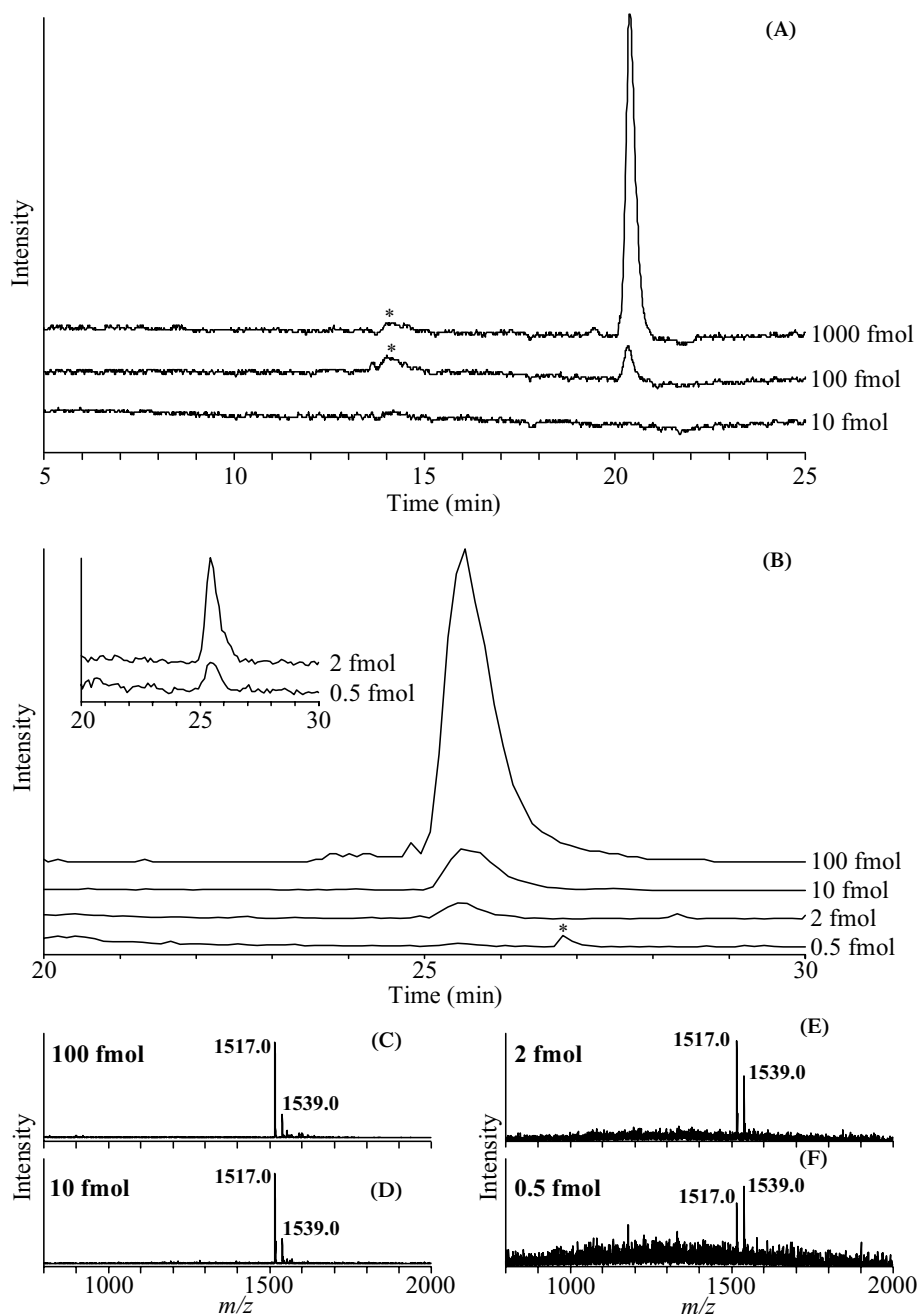 (A)
Intensity
*
*
1000 fmol
100 fmol
10 fmol
5 10 15 20 25
Time (min)
(B)
Intensity
2 fmol
0.5 fmol
20 25 30
100 fmol
10 fmol
2 fmol
*
0.5 fmol
20 25 30
Time (min)
Intensity
100 fmol
1517.0
1539.0
(C)
10 fmol
1517.0
1539.0
(D)
1000 1500 2000
m/z
Intensity
2 fmol
1517.0
1539.0
(E)
0.5 fmol
1517.0
1539.0
(F)
1000 1500 2000
m/z